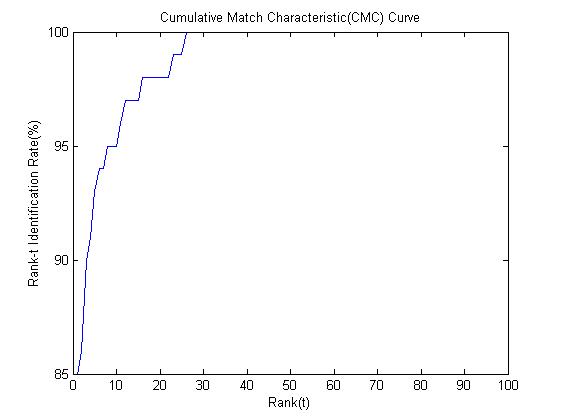 Cumulative Match Characteristic(CMC) Curve
100
95
90
85
Rank-t Identification Rate(%)
0 10 20 30 40 50 60 70 80 90 100
Rank(t)